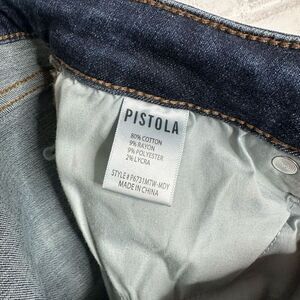 PISTOLA
80% COTTON
9% RAYON
9% POLYESTER
2% LYCRA
STYLE# P6731MTW-MDY
MADE IN CHINA